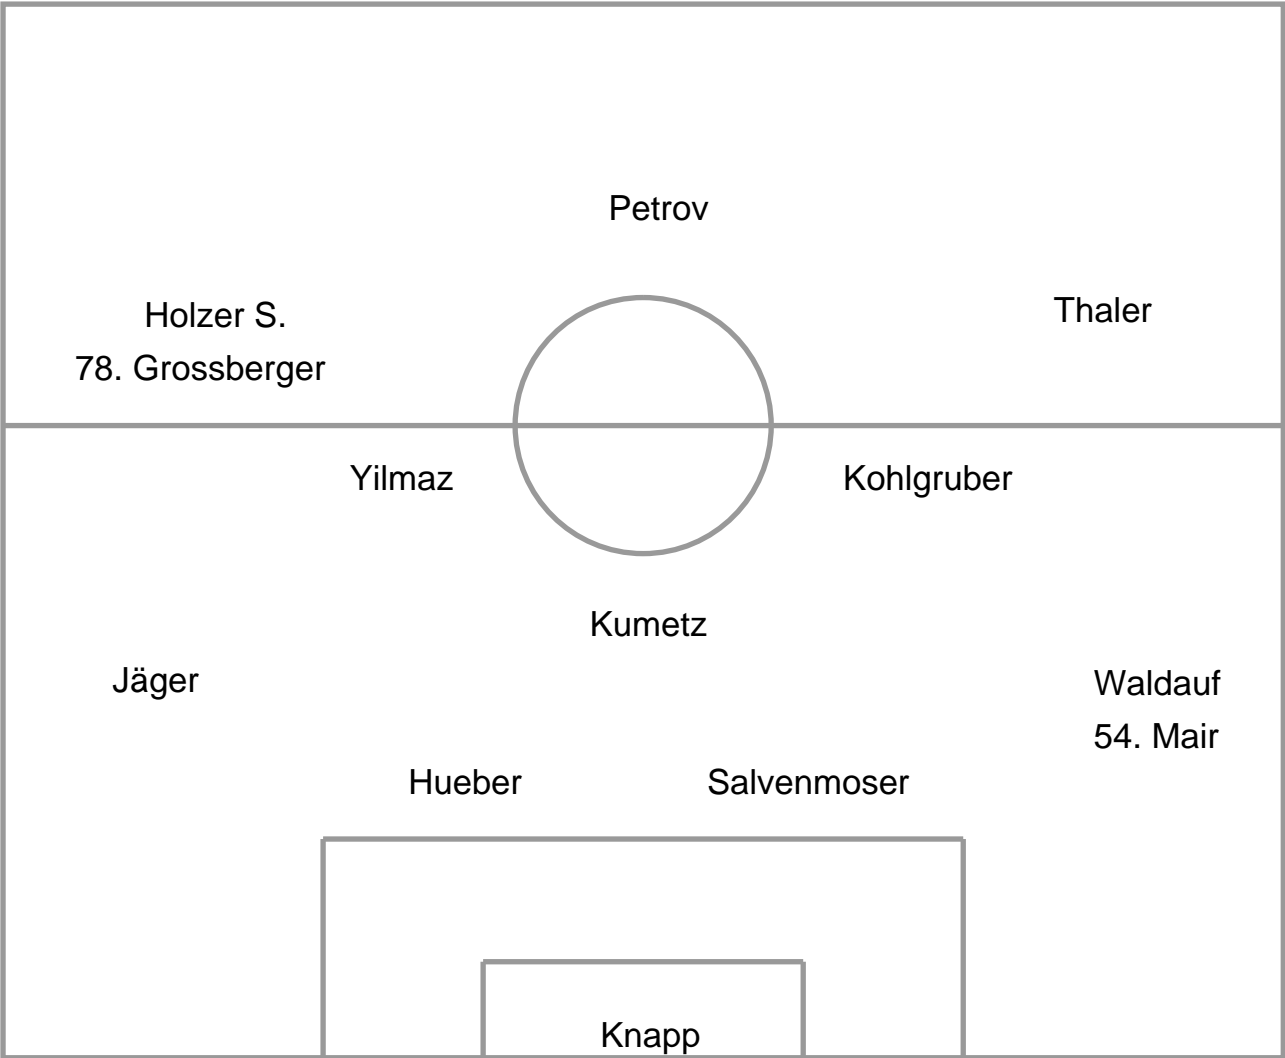 Petrov
Holzer S.
78. Grossberger
Thaler
Yilmaz
Kohlgruber
Kumetz
Jäger
Waldauf
54. Mair
Hueber
Salvenmoser
Knapp